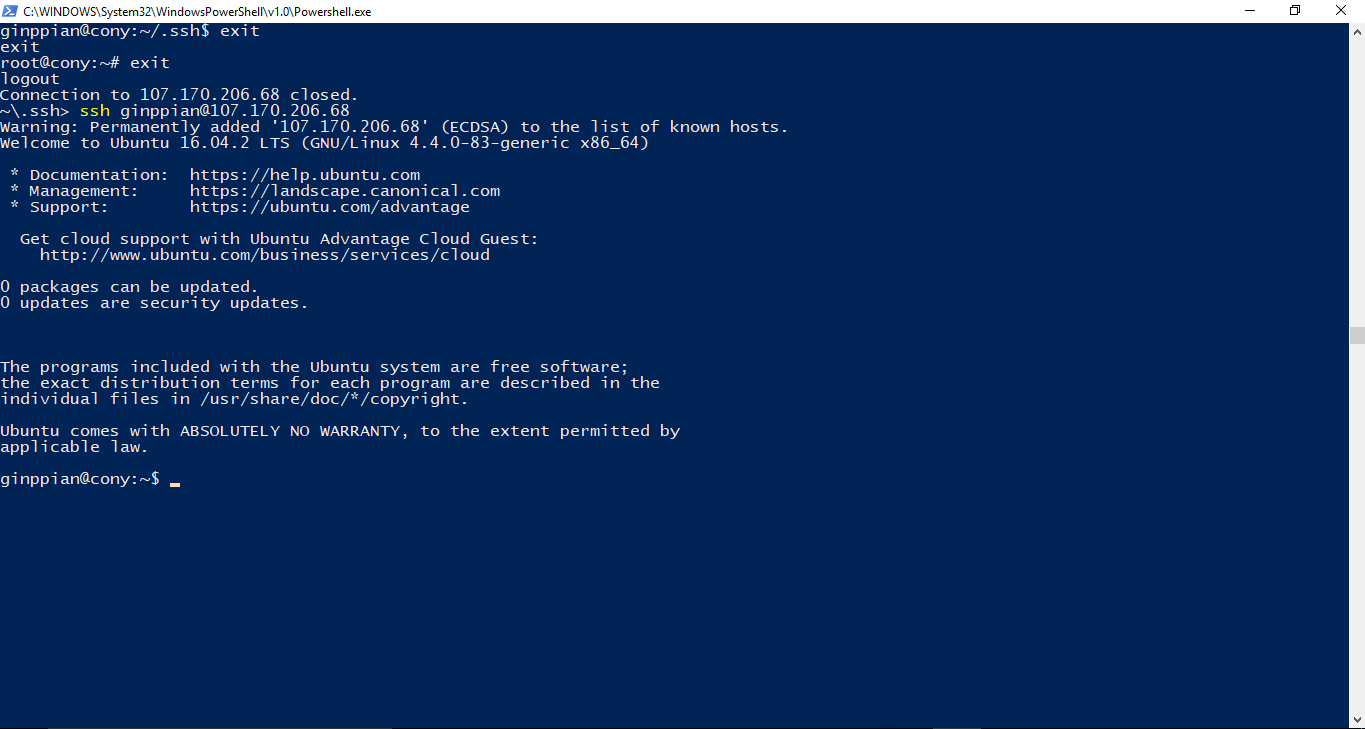 C:\WINDOWS\System32\WindowsPowerShell\v1.0\Powershell.exe
ginppian@cony:~/.ssh$ exit
exit
root@cony:~# exit
logout
Connection to 107.170.206.68 closed.
~\.ssh> ssh ginppian@107.170.206.68
Warning: Permanently added '107.170.206.68' (ECDSA) to the list of known hosts.
Welcome to Ubuntu 16.04.2 LTS (GNU/Linux 4.4.0-83-generic x86_64)
* Documentation:  https://help.ubuntu.com
* Management:     https://landscape.canonical.com
* Support:        https://ubuntu.com/advantage
Get cloud support with Ubuntu Advantage Cloud Guest:
http://www.ubuntu.com/business/services/cloud
0 packages can be updated.
0 updates are security updates.
The programs included with the Ubuntu system are free software;
the exact distribution terms for each program are described in the
individual files in /usr/share/doc/*/copyright.
Ubuntu comes with ABSOLUTELY NO WARRANTY, to the extent permitted by
applicable law.
ginppian@cony:~$ _